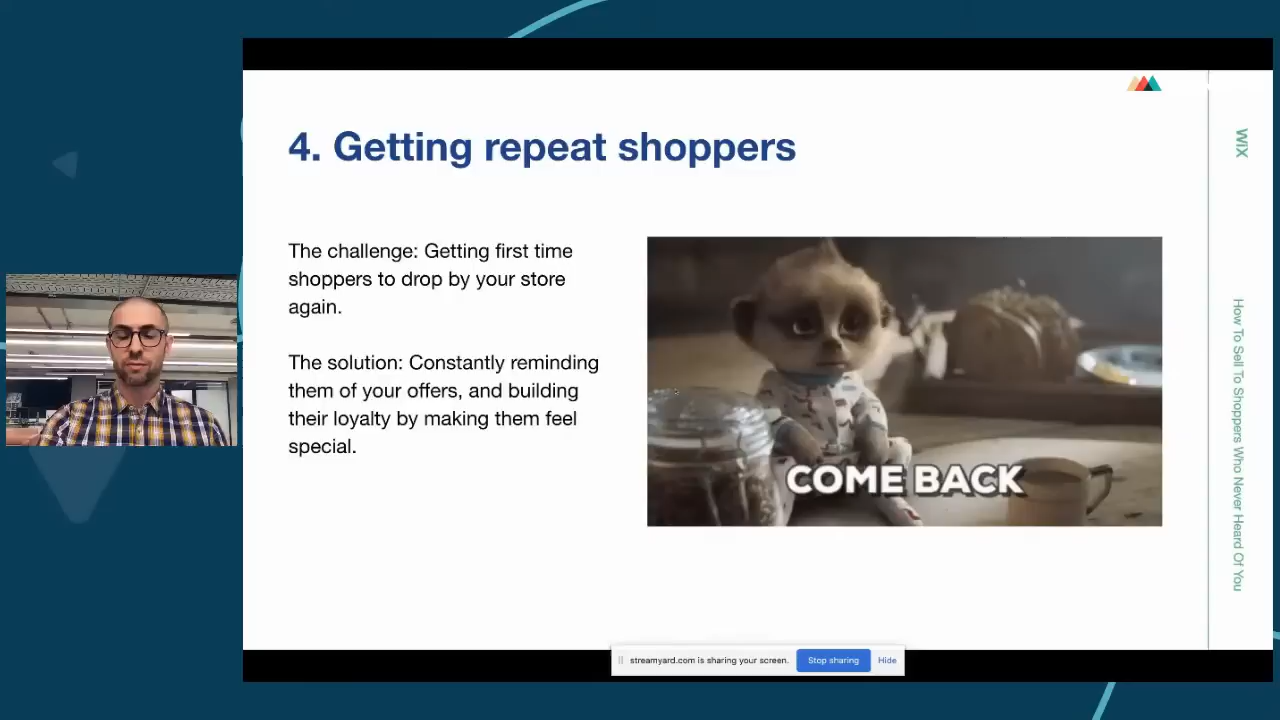 4. Getting repeat shoppers
The challenge: Getting first time
shoppers to drop by your store
again.
The solution: Constantly reminding
them of your offers, and building
their loyalty by making them feel
special.
COME BACK
WIX
How To Sell To Shoppers Who Never Heard Of You
streamyard.com is sharing your screen.
Stop sharing
Hide